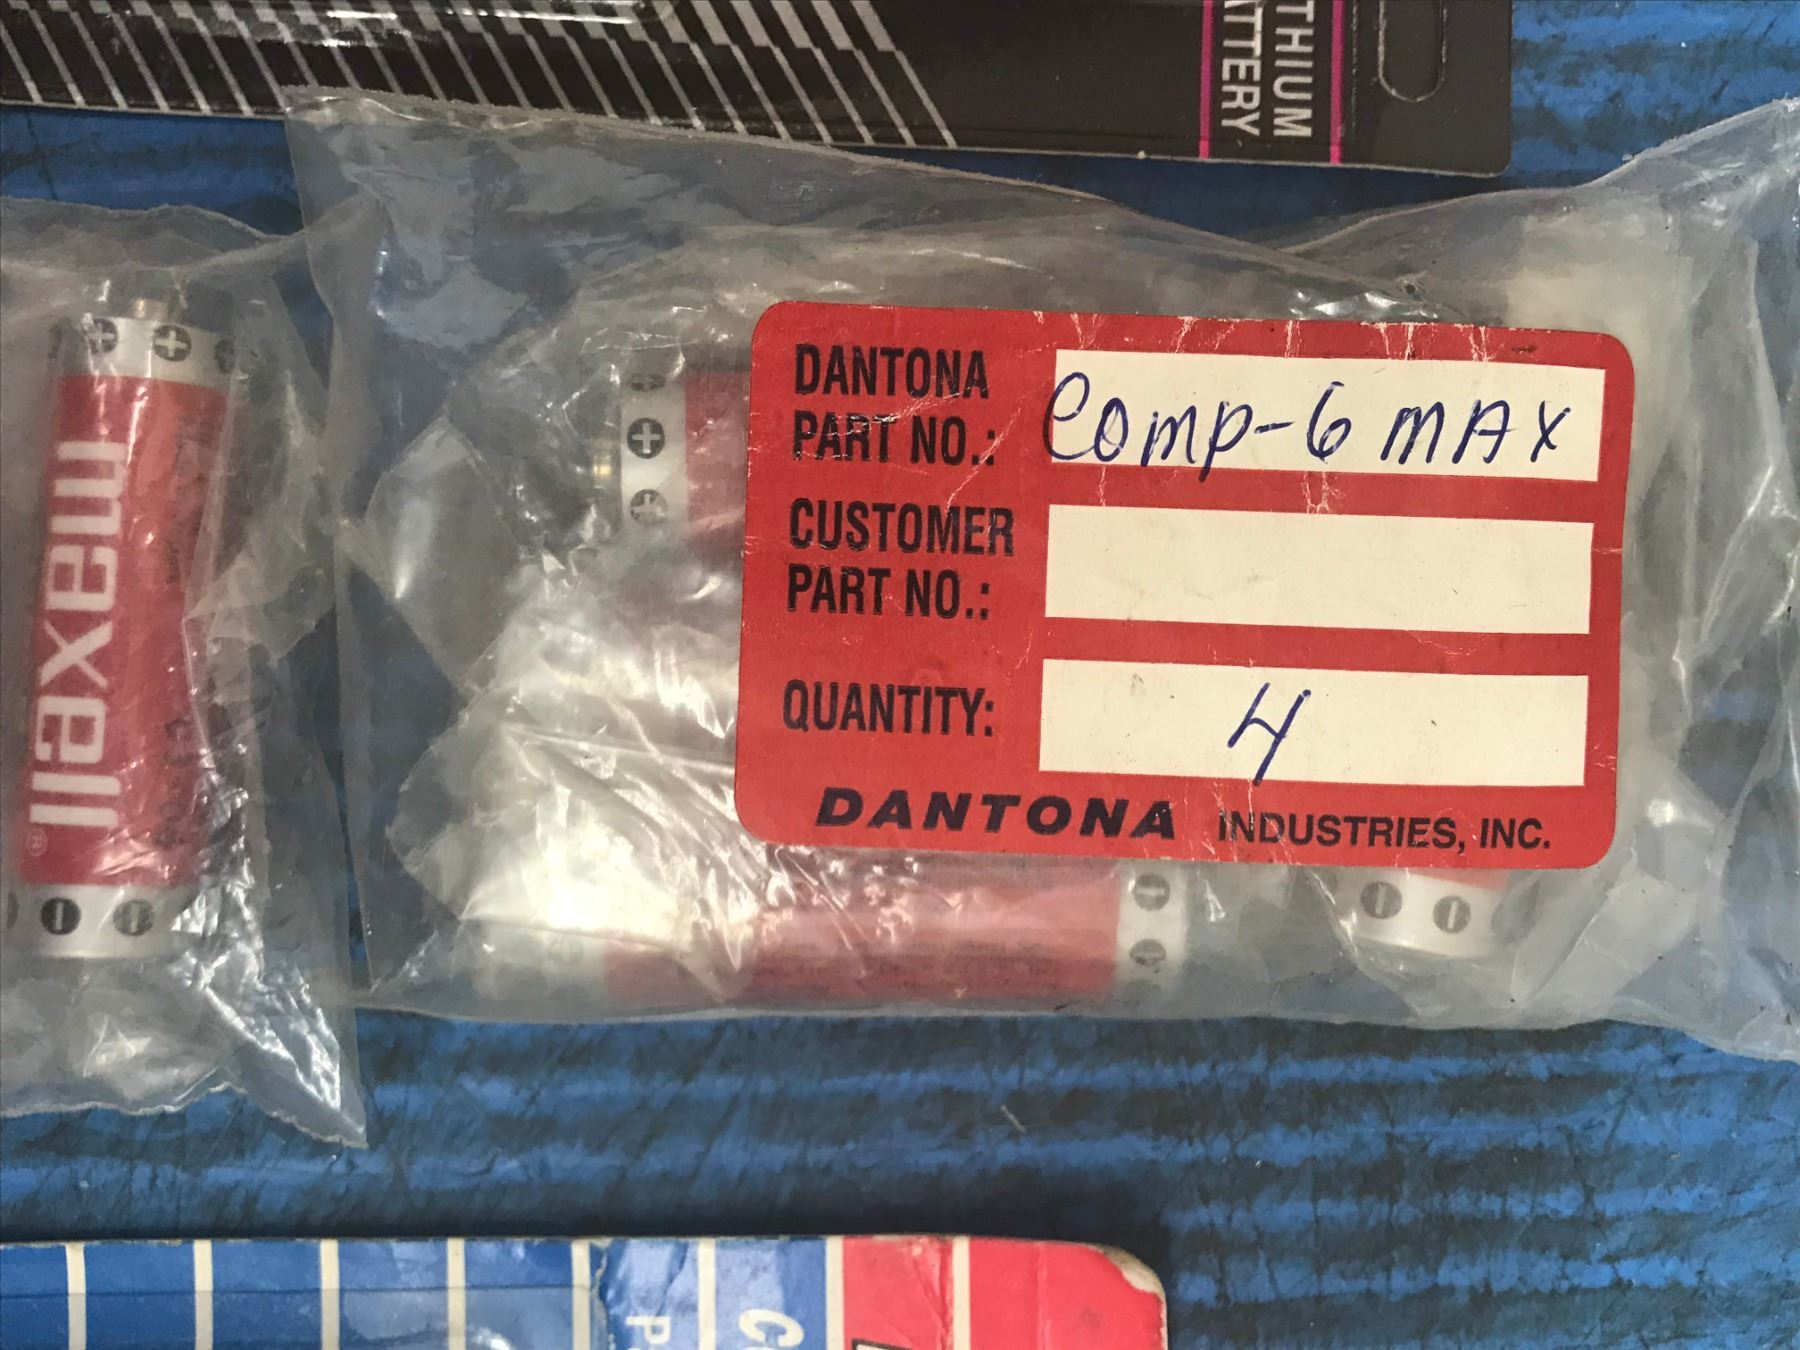 THIUM
ATTERY
maxell®
DANTONA
PART NO.: Comp-6 MAX
CUSTOMER
PART NO.:
QUANTITY: 4
DANTONA INDUSTRIES, INC.